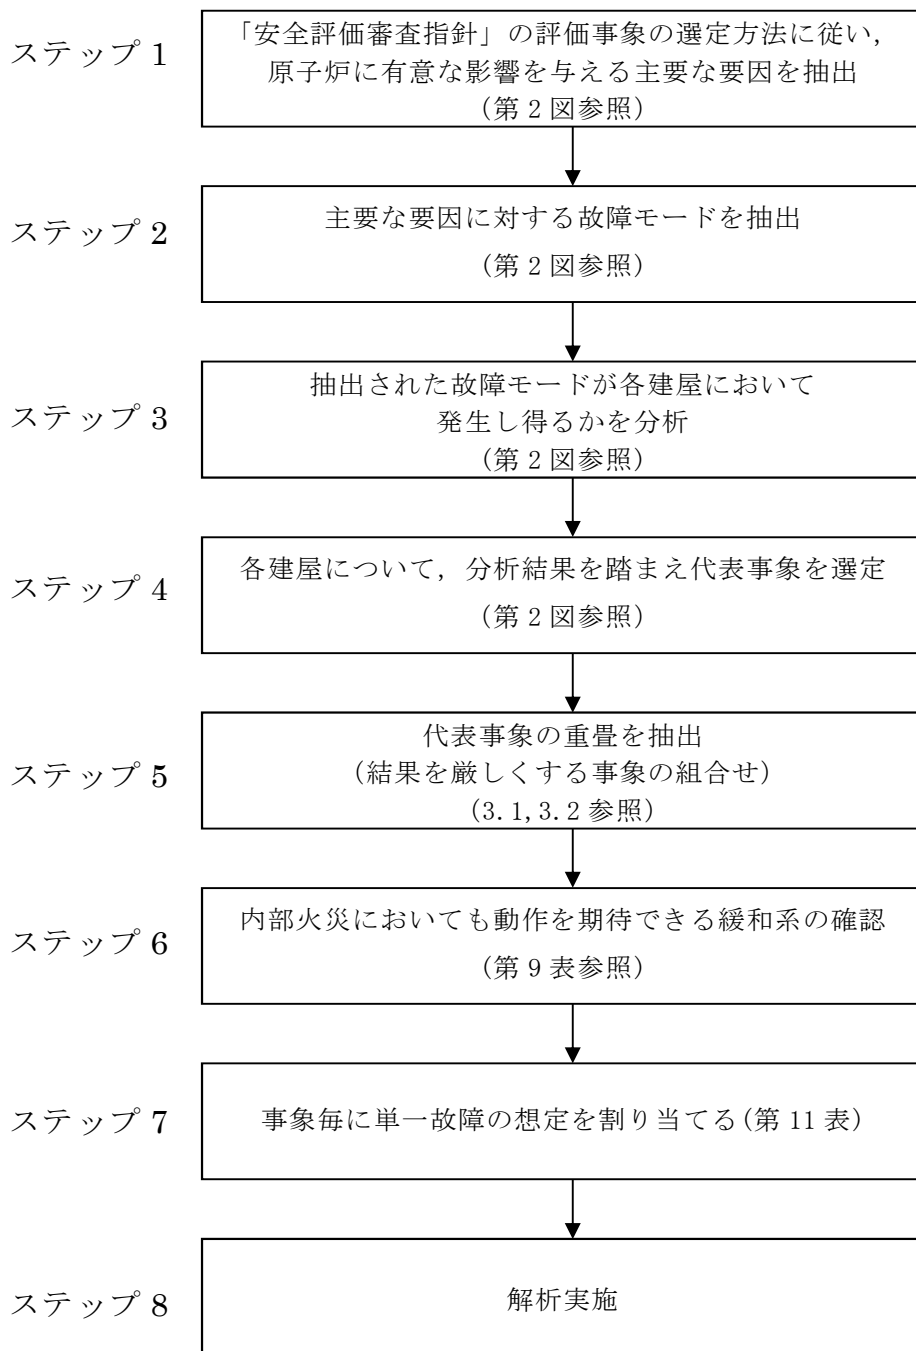 ステップ 1
「安全評価審査指針」の評価事象の選定方法に従い,
原子炉に有意な影響を与える主要な要因を抽出
(第 2 図参照)
ステップ 2
主要な要因に対する故障モードを抽出
(第 2 図参照)
ステップ 3
抽出された故障モードが各建屋において
発生し得るかを分析
(第 2 図参照)
ステップ 4
各建屋について, 分析結果を踏まえ代表事象を選定
(第 2 図参照)
ステップ 5
代表事象の重畳を抽出
(結果を厳しくする事象の組合せ)
(3.1,3.2 参照)
ステップ 6
内部火災においても動作を期待できる緩和系の確認
(第 9 表参照)
ステップ 7
事象毎に単一故障の想定を割り当てる(第 11 表)
ステップ 8
解析実施